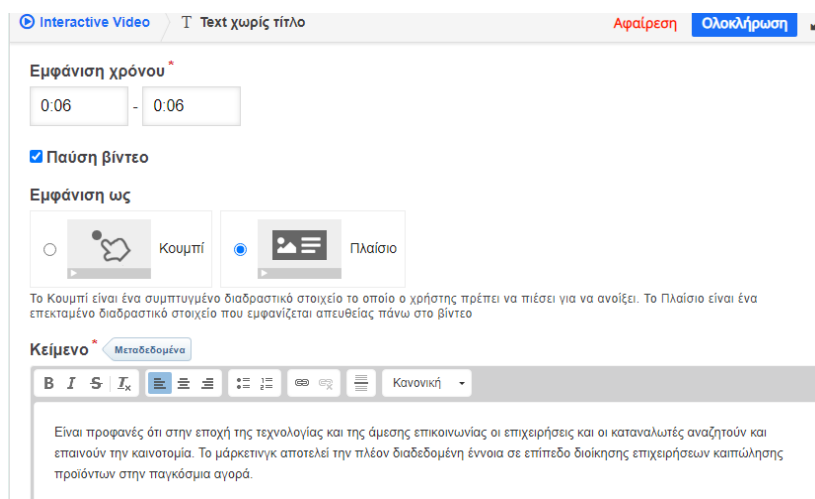 Interactive Video Text χωρίς τίτλο Αφαίρεση Ολοκλήρωση
Εμφάνιση χρόνου *
0:06 - 0:06
Παύση βίντεο
Εμφάνιση ως
Κουμπί Πλαίσιο
Το Κουμπί είναι ένα συμπτυγμένο διαδραστικό στοιχείο το οποίο ο χρήστης πρέπει να πιέσει για να ανοίξει. Το Πλαίσιο είναι ένα
επεκταμένο διαδραστικό στοιχείο που εμφανίζεται απευθείας πάνω στο βίντεο
Κείμενο * Μεταδεδομένα
B I S Ix Κανονική
Είναι προφανές ότι στην εποχή της τεχνολογίας και της άμεσης επικοινωνίας οι επιχειρήσεις και οι καταναλωτές αναζητούν και
επαινούν την καινοτομία. Το μάρκετινγκ αποτελεί την πλέον διαδεδομένη έννοια σε επίπεδο διοίκησης επιχειρήσεων καιπώλησης
προϊόντων στην παγκόσμια αγορά.